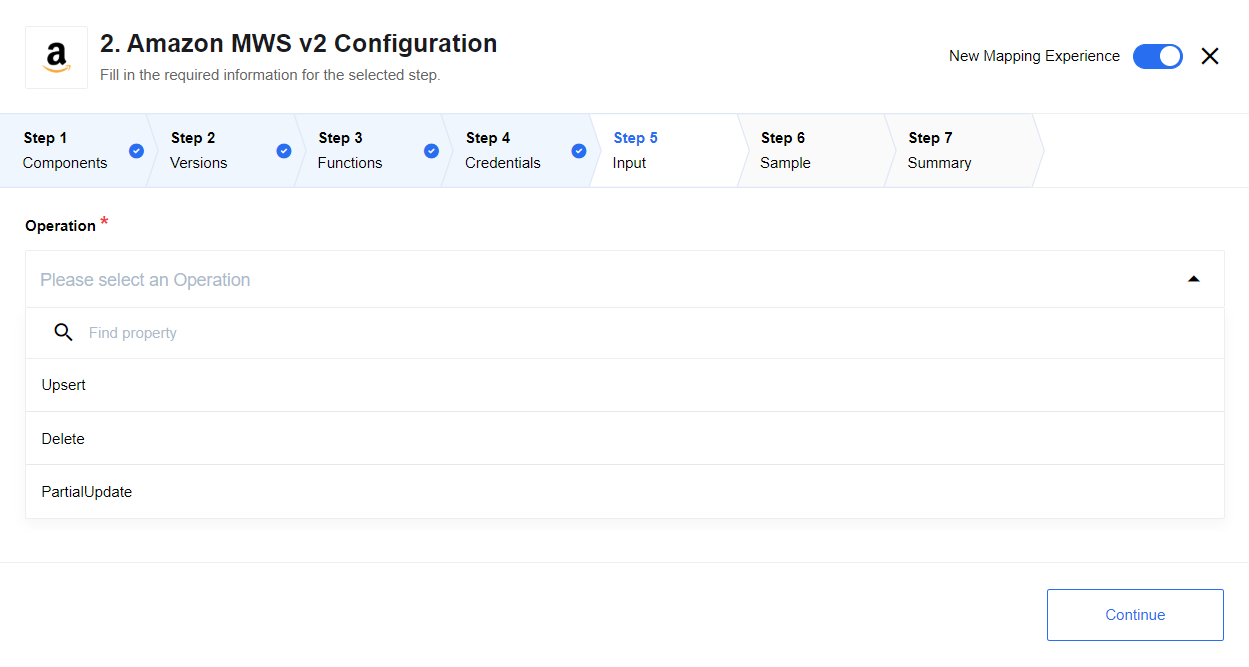 a
2. Amazon MWS v2 Configuration
Fill in the required information for the selected step.
New Mapping Experience
Step 1
Components
Step 2
Versions
Step 3
Functions
Step 4
Credentials
Step 5
Input
Step 6
Sample
Step 7
Summary
Operation *
Please select an Operation
Find property
Upsert
Delete
PartialUpdate
Continue